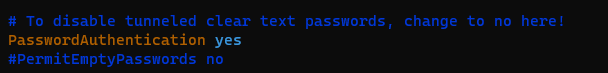 # To disable tunneled clear text passwords, change to no here!
PasswordAuthentication yes
#PermitEmptyPasswords no